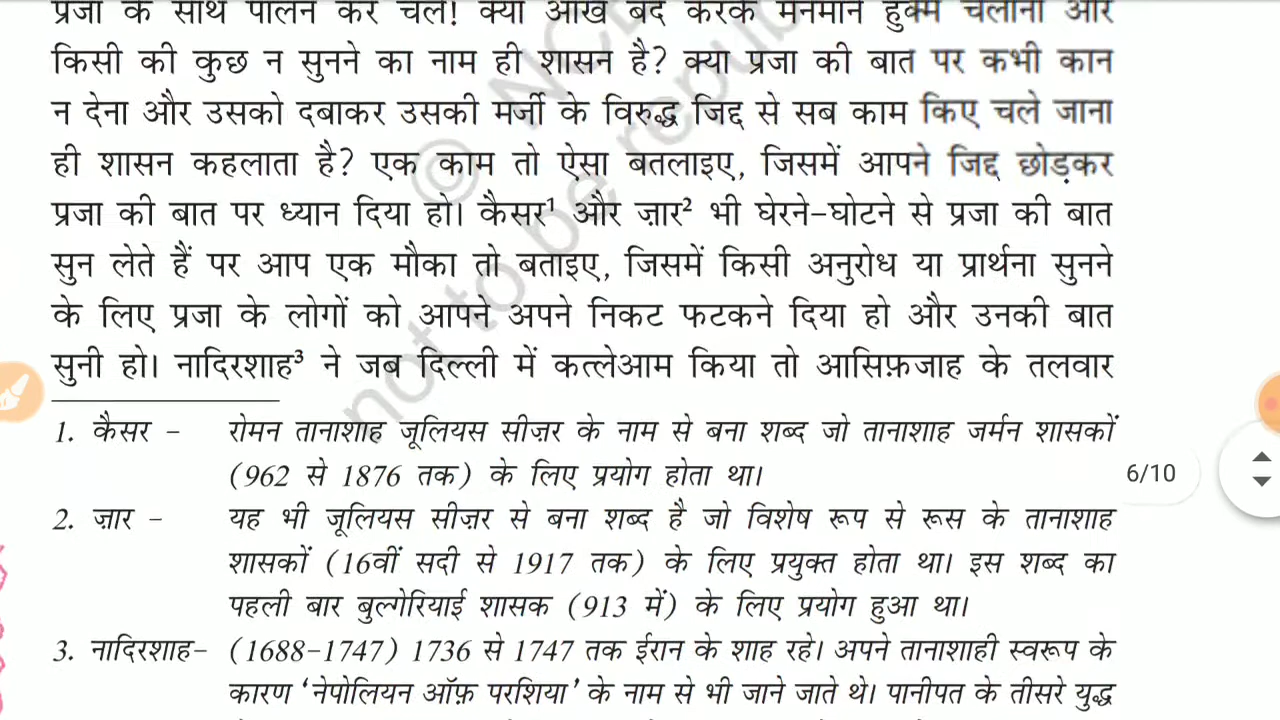 प्रजा के साथ पालन कर चले! क्या आँख बंद करके मनमाने हुक्म चलाना और
किसी की कुछ न सुनने का नाम ही शासन है? क्या प्रजा की बात पर कभी कान
न देना और उसको दबाकर उसकी मर्जी के विरुद्ध जिद्द से सब काम किए चले जाना
ही शासन कहलाता है? एक काम तो ऐसा बतलाइए, जिसमें आपने जिद्द छोड़कर
प्रजा की बात पर ध्यान दिया हो। कैसर¹ और ज़ार² भी घेरने-घोटने से प्रजा की बात
सुन लेते हैं पर आप एक मौका तो बताइए, जिसमें किसी अनुरोध या प्रार्थना सुनने
के लिए प्रजा के लोगों को आपने अपने निकट फटकने दिया हो और उनकी बात
सुनी हो। नादिरशाह³ ने जब दिल्ली में कत्लेआम किया तो आसिफ़जाह के तलवार
1. कैसर – रोमन तानाशाह जूलियस सीज़र के नाम से बना शब्द जो तानाशाह जर्मन शासकों
(962 से 1876 तक) के लिए प्रयोग होता था।
6/10
2. ज़ार – यह भी जूलियस सीज़र से बना शब्द है जो विशेष रूप से रूस के तानाशाह
शासकों (16वीं सदी से 1917 तक) के लिए प्रयुक्त होता था। इस शब्द का
पहली बार बुल्गेरियाई शासक (913 में) के लिए प्रयोग हुआ था।
3. नादिरशाह– (1688-1747) 1736 से 1747 तक ईरान के शाह रहे। अपने तानाशाही स्वरूप के
कारण ‘नेपोलियन ऑफ़ परशिया’ के नाम से भी जाने जाते थे। पानीपत के तीसरे युद्ध
© NCE
not to be republ